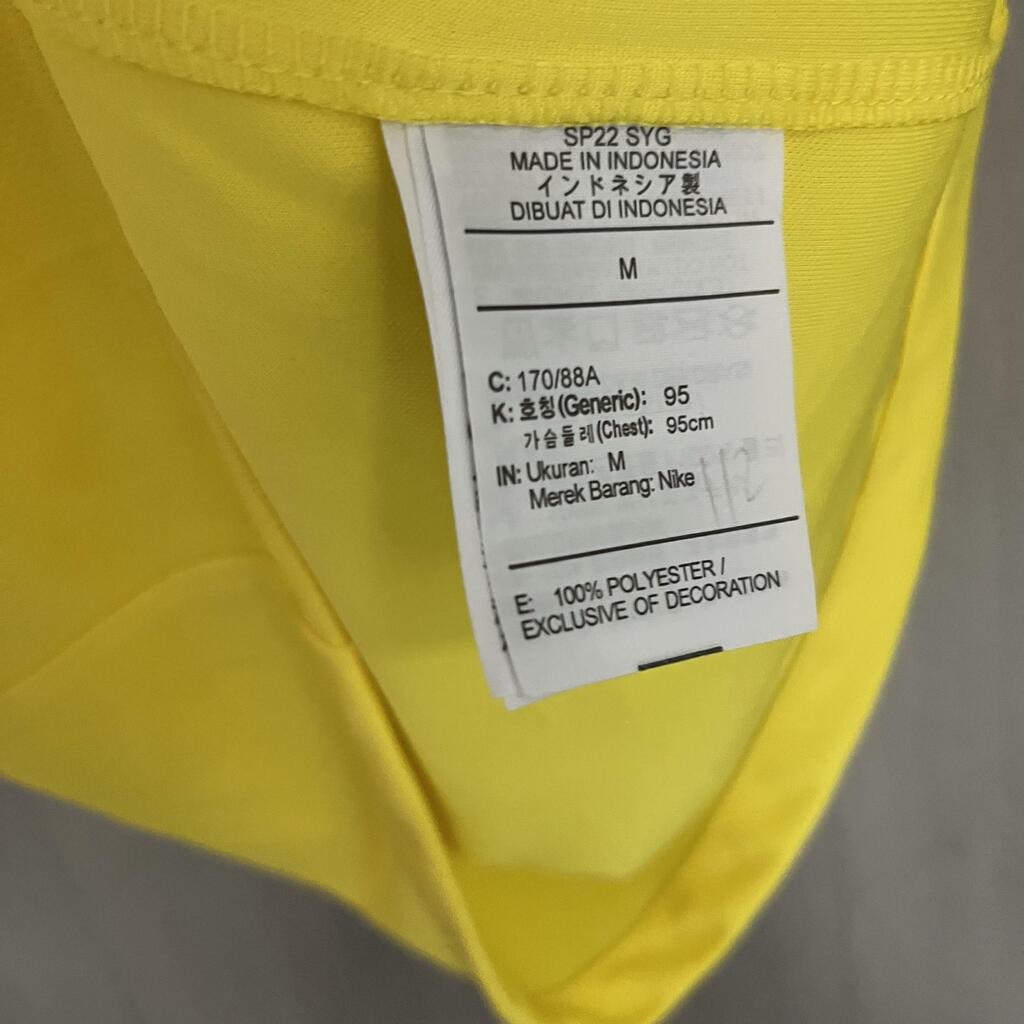 SP22 SYG
MADE IN INDONESIA
インドネシア製
DIBUAT DI INDONESIA
M
C: 170/88A
K: 호칭(Generic): 95
가슴둘레(Chest): 95cm
IN: Ukuran: M
Merek Barang: Nike
E: 100% POLYESTER /
EXCLUSIVE OF DECORATION